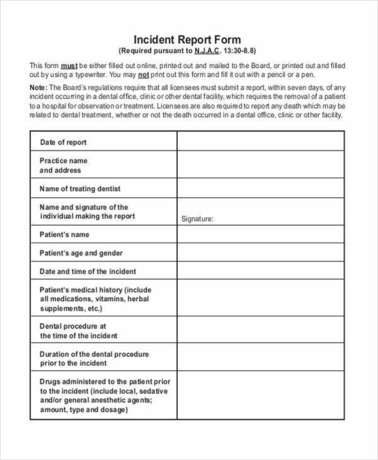 Incident Report Form
(Required pursuant to N.J.A.C. 13:30-8.8)
This form must be either filled out online, printed out and mailed to the Board, or printed out and filled
out by using a typewriter. You may not print out this form and fill it out with a pencil or a pen.
Note: The Board's regulations require that all licensees must submit a report, within seven days, of any
incident occurring in a dental office, clinic or other dental facility, which requires the removal of a patient
to a hospital for observation or treatment. Licensees are also required to report any death which may be
related to dental treatment, whether or not the death occurred in a dental office, clinic or other facility.
Date of report
Practice name
and address
Name of treating dentist
Name and signature of the
individual making the report
Signature:
Patient's name
Patient's age and gender
Date and time of the incident
Patient's medical history (include
all medications, vitamins, herbal
supplements, etc.)
Dental procedure at
the time of the incident
Duration of the dental procedure
prior to the incident
Drugs administered to the patient prior
to the incident (include local, sedative
and/or general anesthetic agents;
amount, type and dosage)